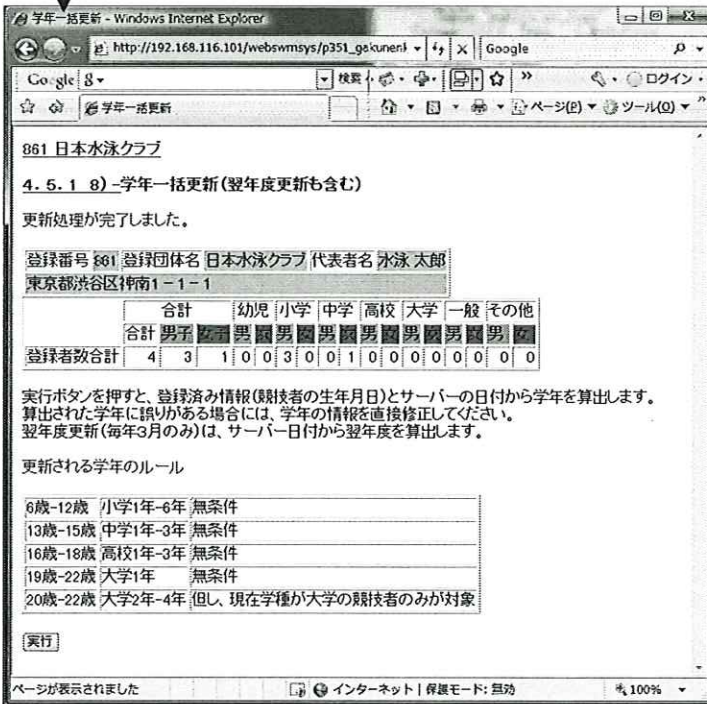 学年一括更新 - Windows Internet Explorer
http://192.168.116.101/webswmsys/p351_gakunenl
Google
Google
検索
ログイン
学年一括更新
ページ(P) ツール(O)
861 日本水泳クラブ
4.5.1 8)-学年一括更新(翌年度更新も含む)
更新処理が完了しました。
登録番号 861 登録団体名 日本水泳クラブ 代表者名 水泳 太郎
東京都渋谷区神南1-1-1
合計 幼児 小学 中学 高校 大学 一般 その他
合計 男子 女子 男 女 男 女 男 女 男 女 男 女 男 女 男 女
登録者数合計 4 3 1 0 0 3 0 0 1 0 0 0 0 0 0 0 0
実行ボタンを押すと、登録済み情報(競技者の生年月日)とサーバーの日付から学年を算出します。
算出された学年に誤りがある場合には、学年の情報を直接修正してください。
翌年度更新(毎年3月のみ)は、サーバー日付から翌年度を算出します。
更新される学年のルール
6歳-12歳 小学1年-6年 無条件
13歳-15歳 中学1年-3年 無条件
16歳-18歳 高校1年-3年 無条件
19歳-22歳 大学1年 無条件
20歳-22歳 大学2年-4年 但し、現在学種が大学の競技者のみが対象
実行
ページが表示されました
インターネット | 保護モード: 無効
100%